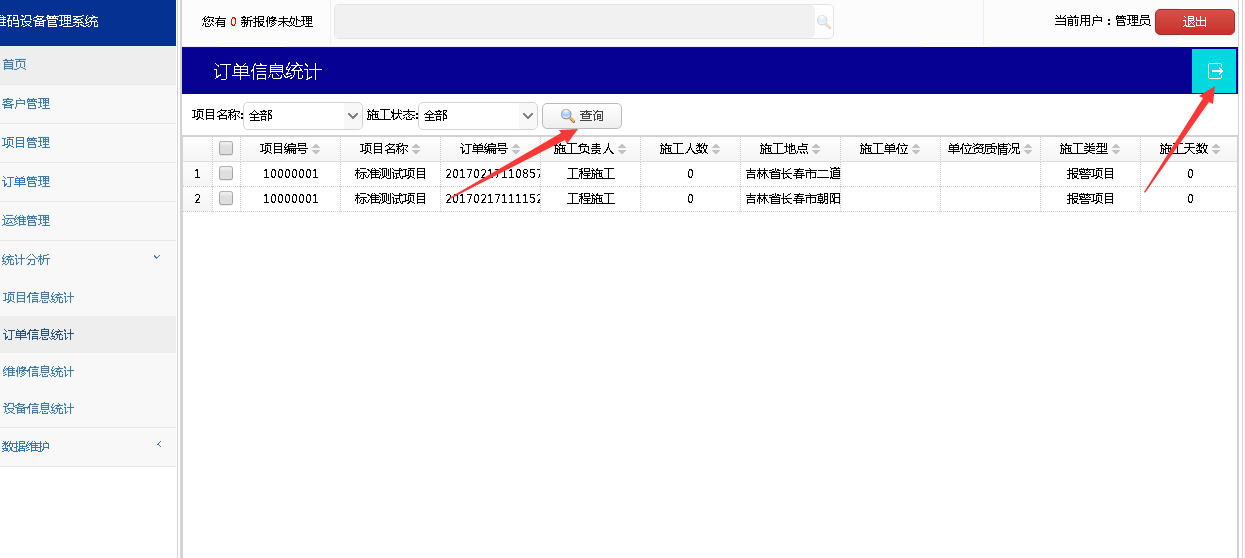 维码设备管理系统
您有 0 新报修未处理
当前用户：管理员
退出
首页
客户管理
项目管理
订单管理
运维管理
统计分析
项目信息统计
订单信息统计
维修信息统计
设备信息统计
数据维护
订单信息统计
项目名称: 全部 施工状态: 全部 查询
项目编号 项目名称 订单编号 施工负责人 施工人数 施工地点 施工单位 单位资质情况 施工类型 施工天数
1 10000001 标准测试项目 20170217110857 工程施工 0 吉林省长春市二道 报警项目 0
2 10000001 标准测试项目 20170217111152 工程施工 0 吉林省长春市朝阳 报警项目 0